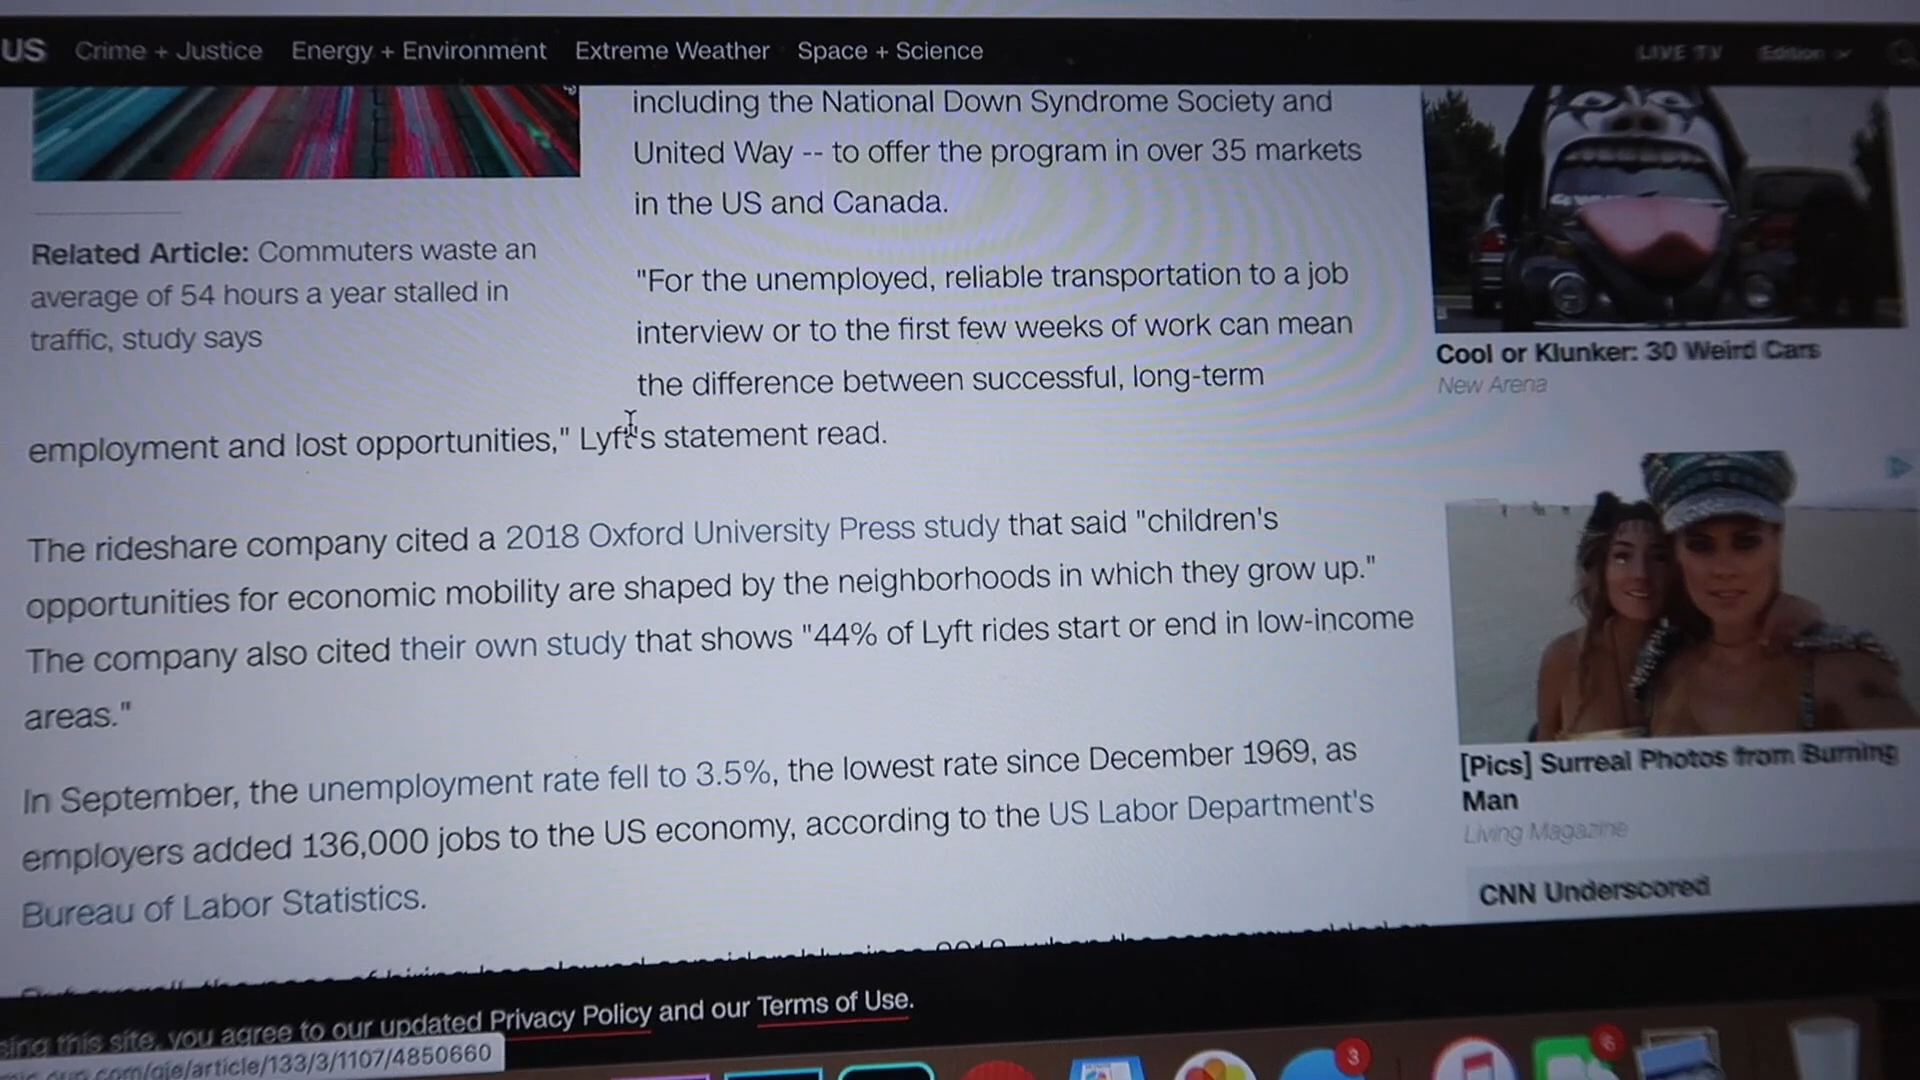 US Crime + Justice Energy + Environment Extreme Weather Space + Science LIVE TV Edition
including the National Down Syndrome Society and
United Way -- to offer the program in over 35 markets
in the US and Canada.
Related Article: Commuters waste an
average of 54 hours a year stalled in
traffic, study says
"For the unemployed, reliable transportation to a job
interview or to the first few weeks of work can mean
the difference between successful, long-term
employment and lost opportunities," Lyft's statement read.
The rideshare company cited a 2018 Oxford University Press study that said "children's
opportunities for economic mobility are shaped by the neighborhoods in which they grow up."
The company also cited their own study that shows "44% of Lyft rides start or end in low-income
areas."
In September, the unemployment rate fell to 3.5%, the lowest rate since December 1969, as
employers added 136,000 jobs to the US economy, according to the US Labor Department's
Bureau of Labor Statistics.
Cool or Klunker: 30 Weird Cars
New Arena
[Pics] Surreal Photos from Burning
Man
Living Magazine
CNN Underscored
sing this site, you agree to our updated Privacy Policy and our Terms of Use.
.com/qje/article/133/3/1107/4850660
3
6